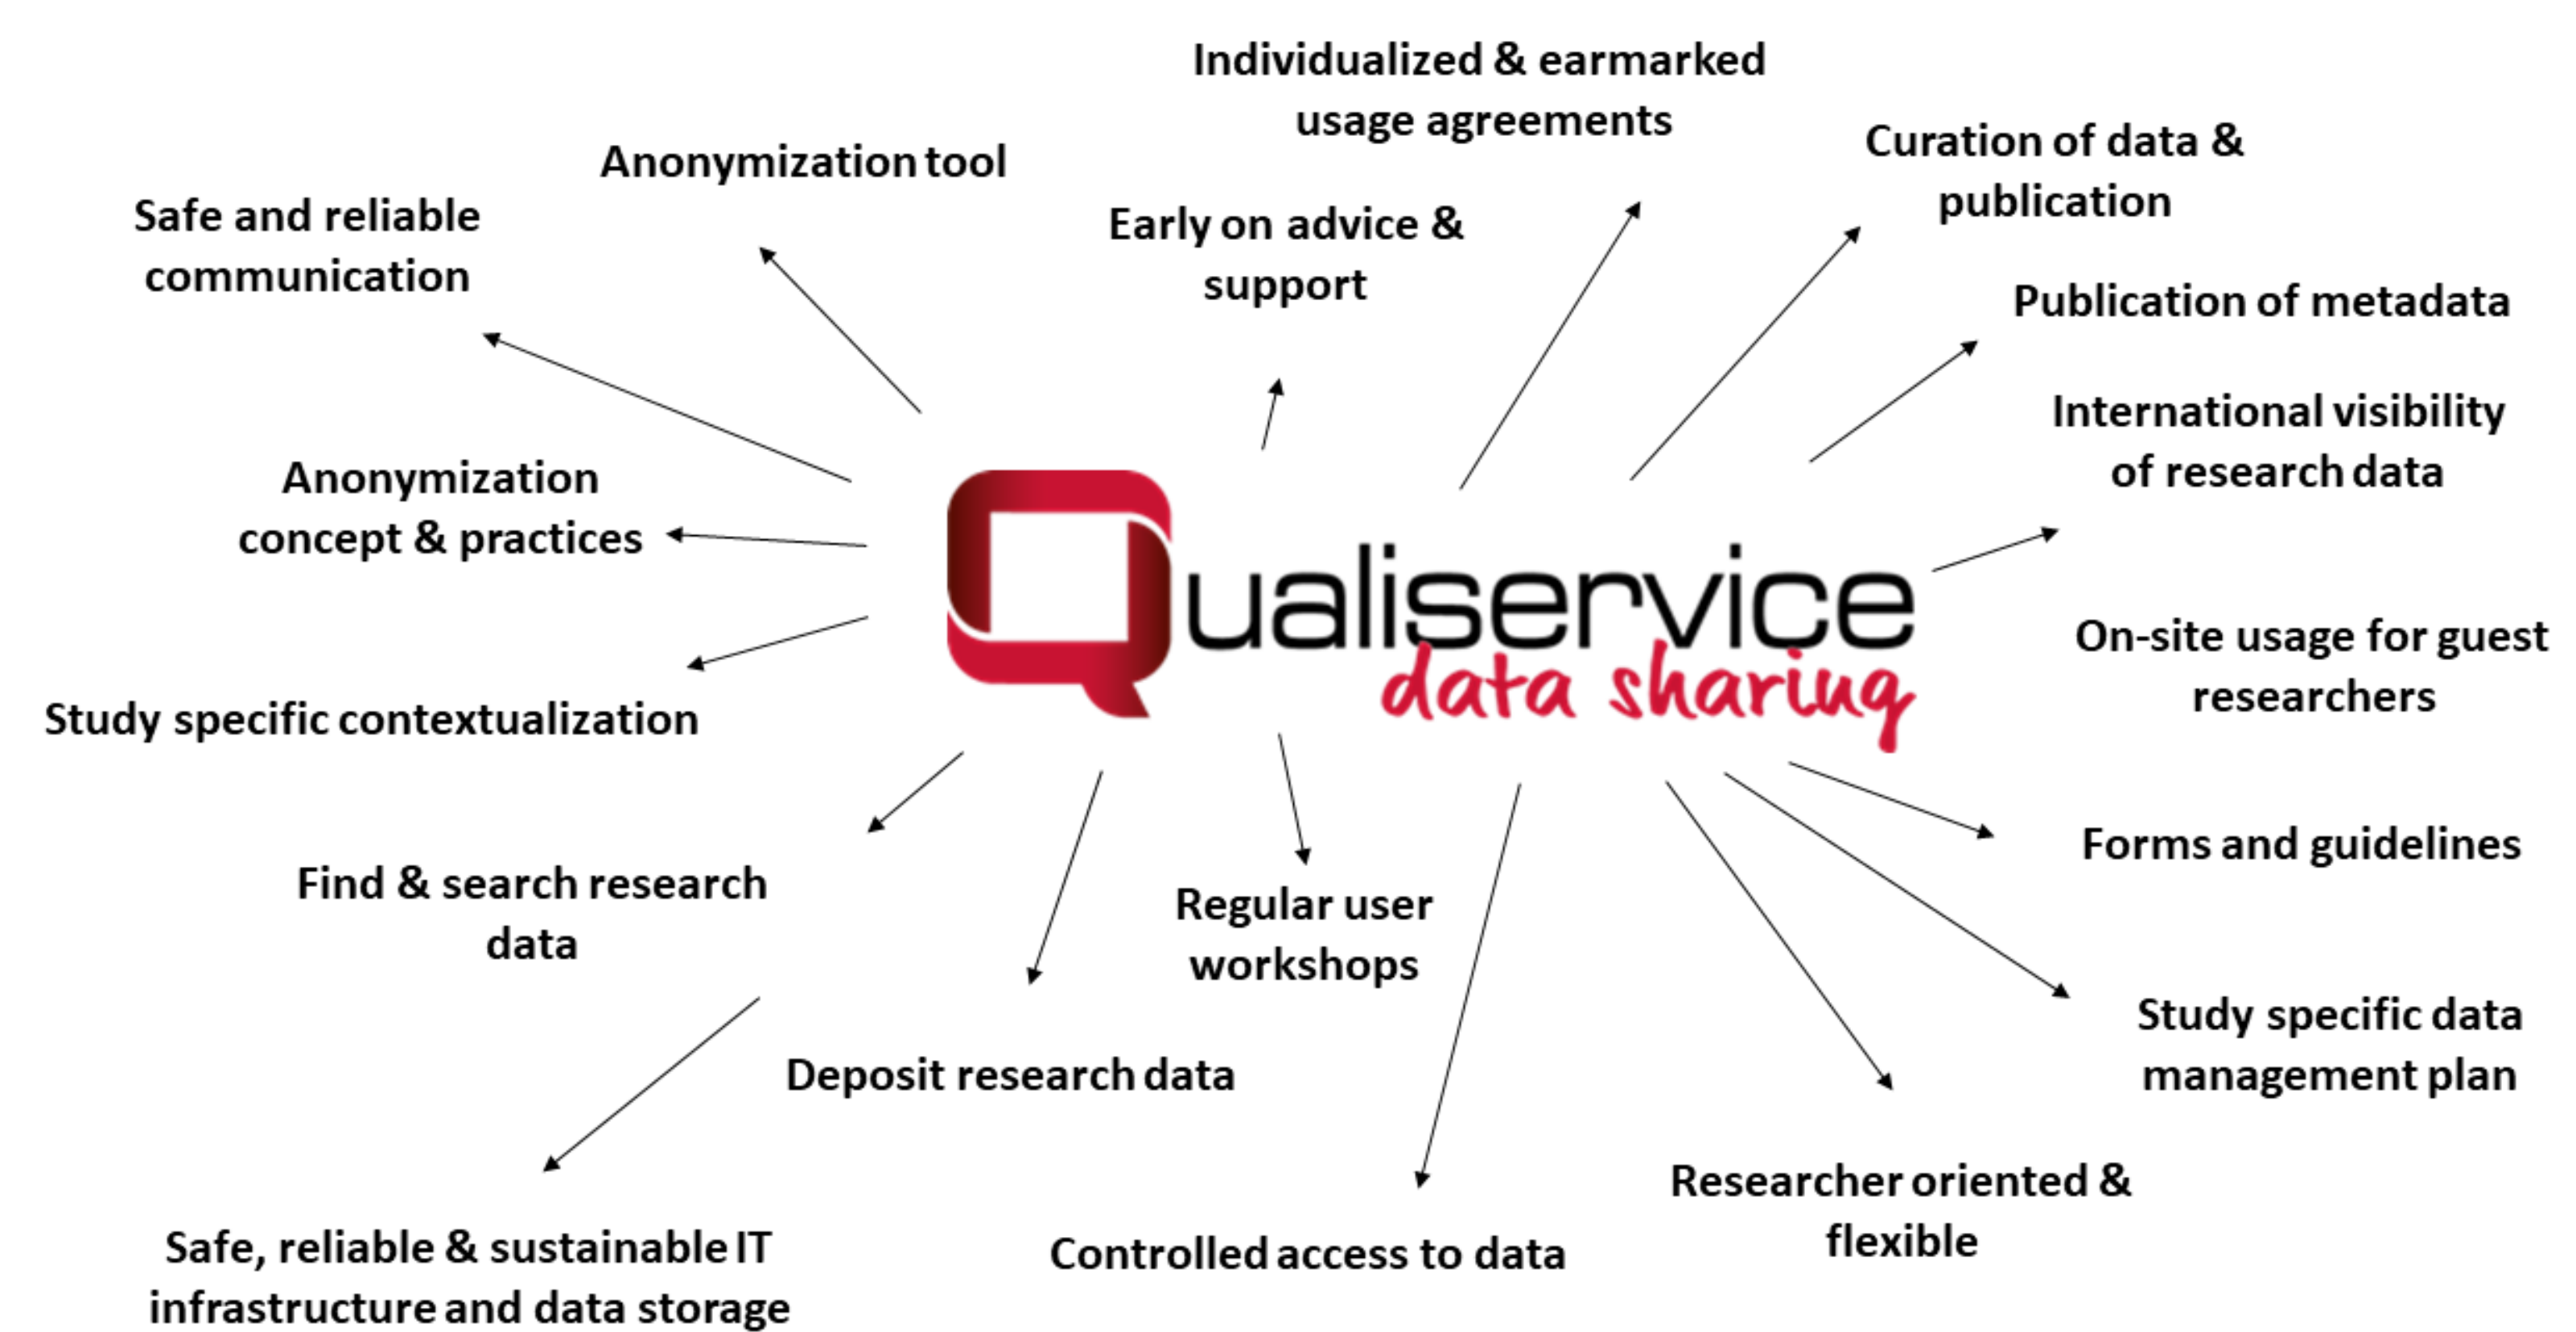 Individualized & earmarked
usage agreements
Curation of data &
publication
Anonymization tool
Safe and reliable
communication
Early on advice &
support
Publication of metadata
International visibility
of research data
Anonymization
concept & practices
Qualiservice
data sharing
On-site usage for guest
researchers
Study specific contextualization
Forms and guidelines
Find & search research
data
Regular user
workshops
Study specific data
management plan
Deposit research data
Researcher oriented &
flexible
Safe, reliable & sustainable IT
infrastructure and data storage
Controlled access to data